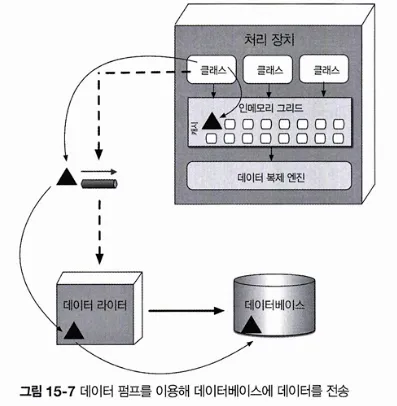 처리 장치
클래스
클래스
클래스
인메모리 그리드
캐시
데이터 복제 엔진
데이터 라이터
데이터베이스
그림 15-7 데이터 펌프를 이용해 데이터베이스에 데이터를 전송